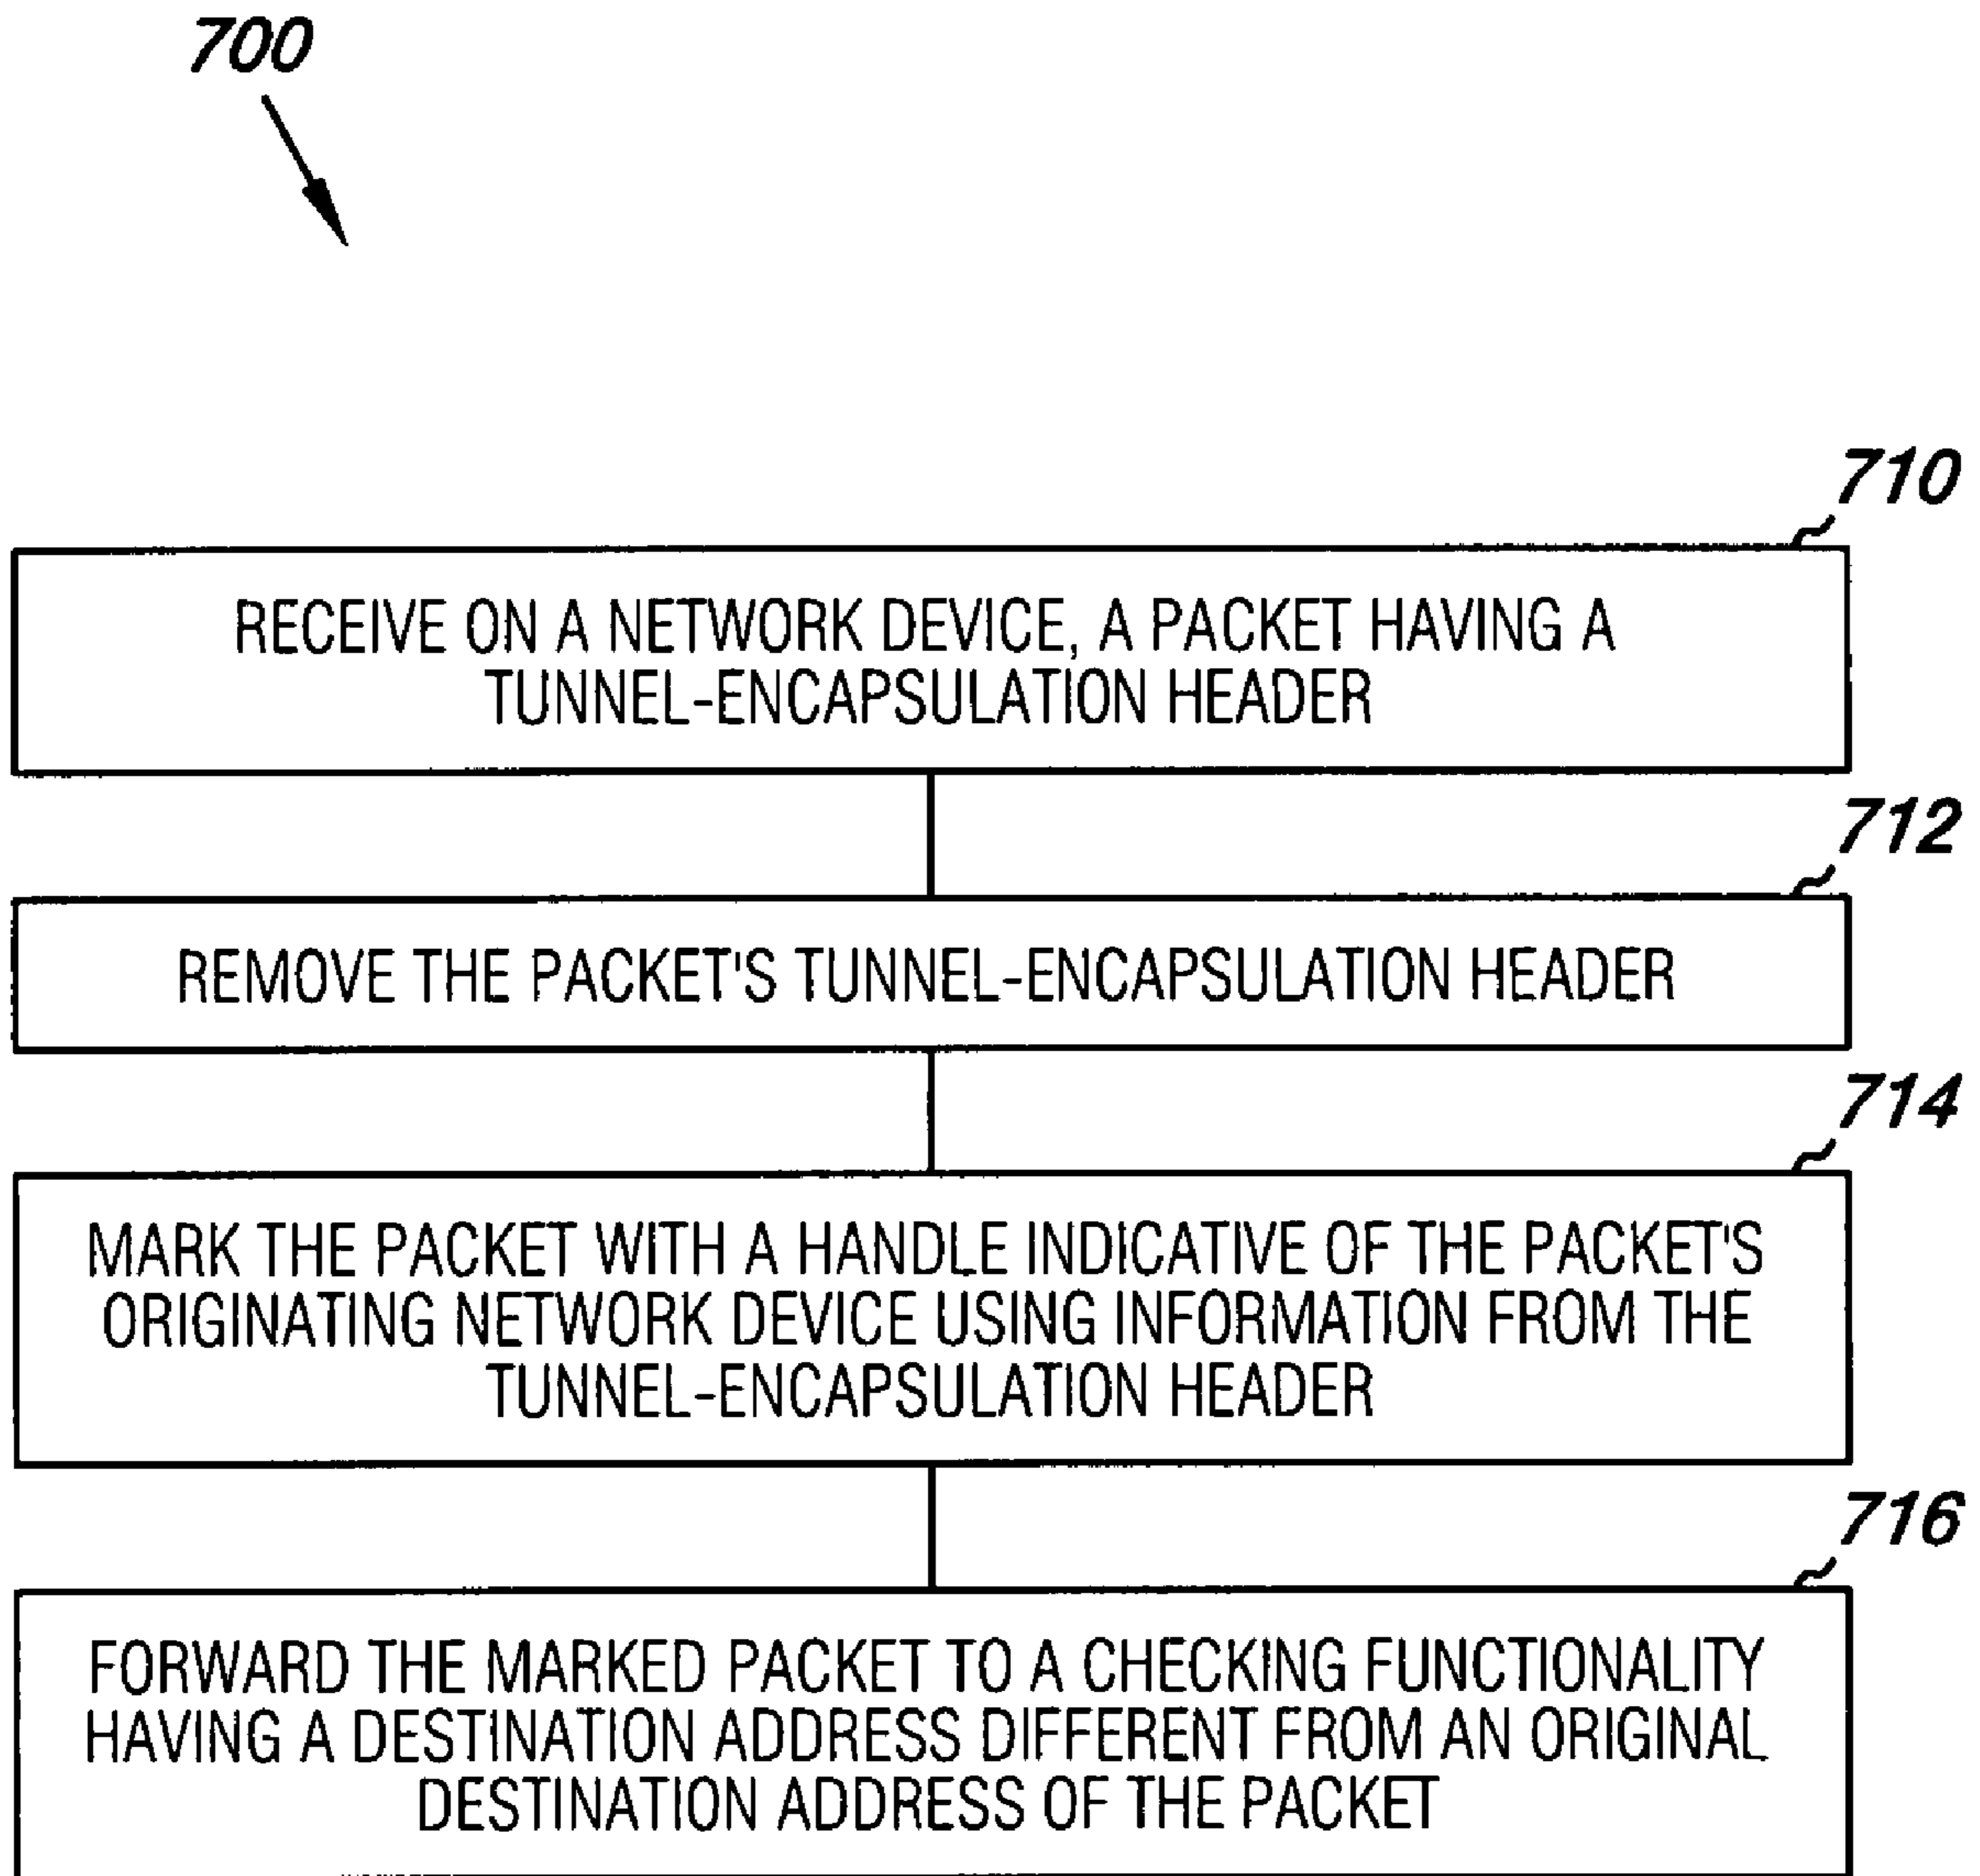 700
710
RECEIVE ON A NETWORK DEVICE, A PACKET HAVING A
TUNNEL-ENCAPSULATION HEADER
712
REMOVE THE PACKET'S TUNNEL-ENCAPSULATION HEADER
714
MARK THE PACKET WITH A HANDLE INDICATIVE OF THE PACKET'S
ORIGINATING NETWORK DEVICE USING INFORMATION FROM THE
TUNNEL-ENCAPSULATION HEADER
716
FORWARD THE MARKED PACKET TO A CHECKING FUNCTIONALITY
HAVING A DESTINATION ADDRESS DIFFERENT FROM AN ORIGINAL
DESTINATION ADDRESS OF THE PACKET